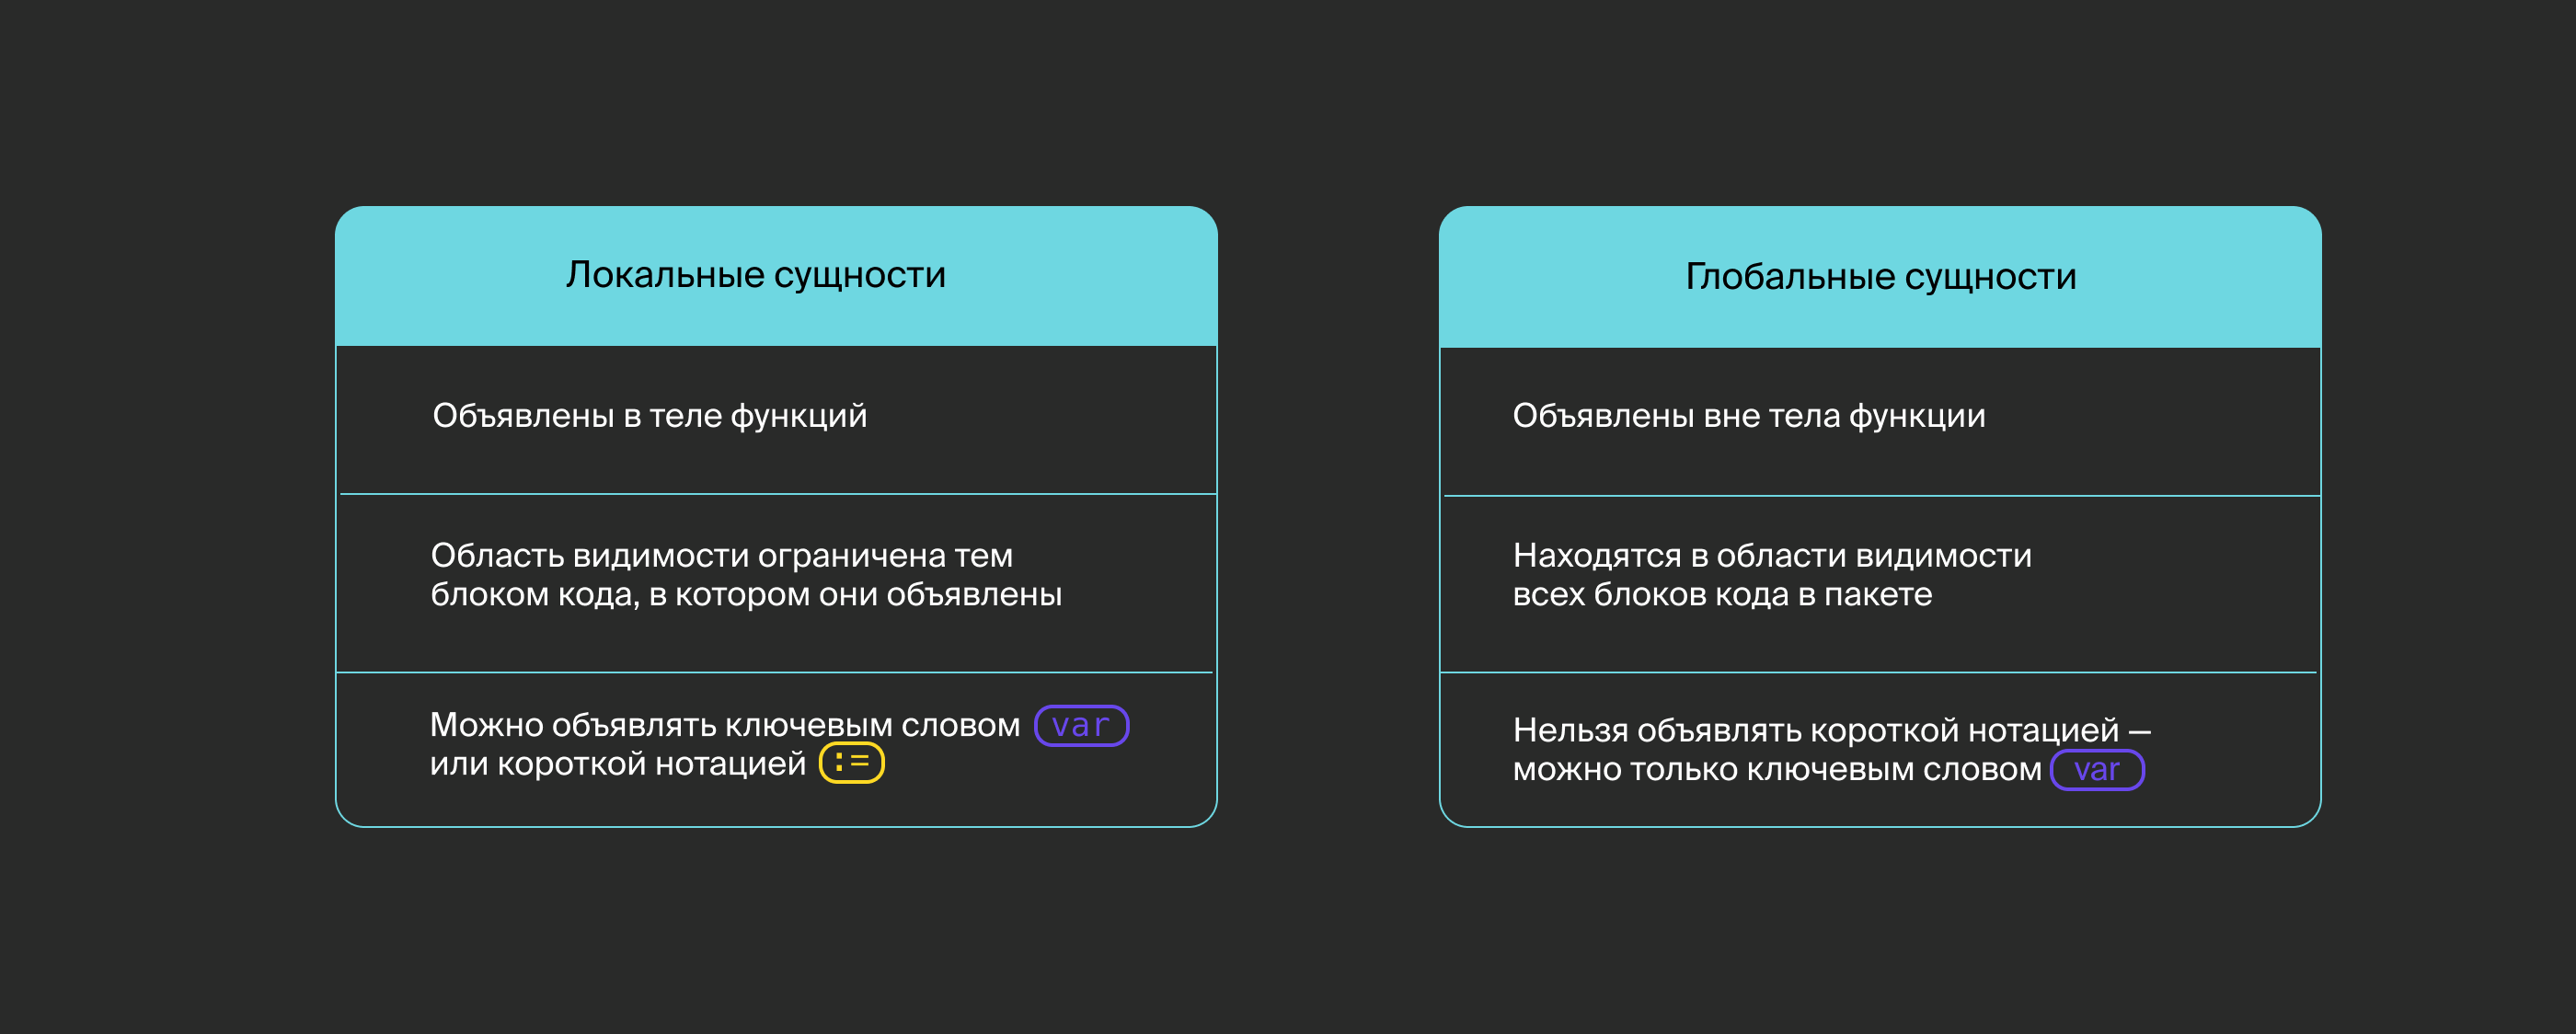 Локальные сущности
Объявлены в теле функций
Область видимости ограничена тем
блоком кода, в котором они объявлены
Можно объявлять ключевым словом var
или короткой нотацией :=
Глобальные сущности
Объявлены вне тела функции
Находятся в области видимости
всех блоков кода в пакете
Нельзя объявлять короткой нотацией —
можно только ключевым словом var